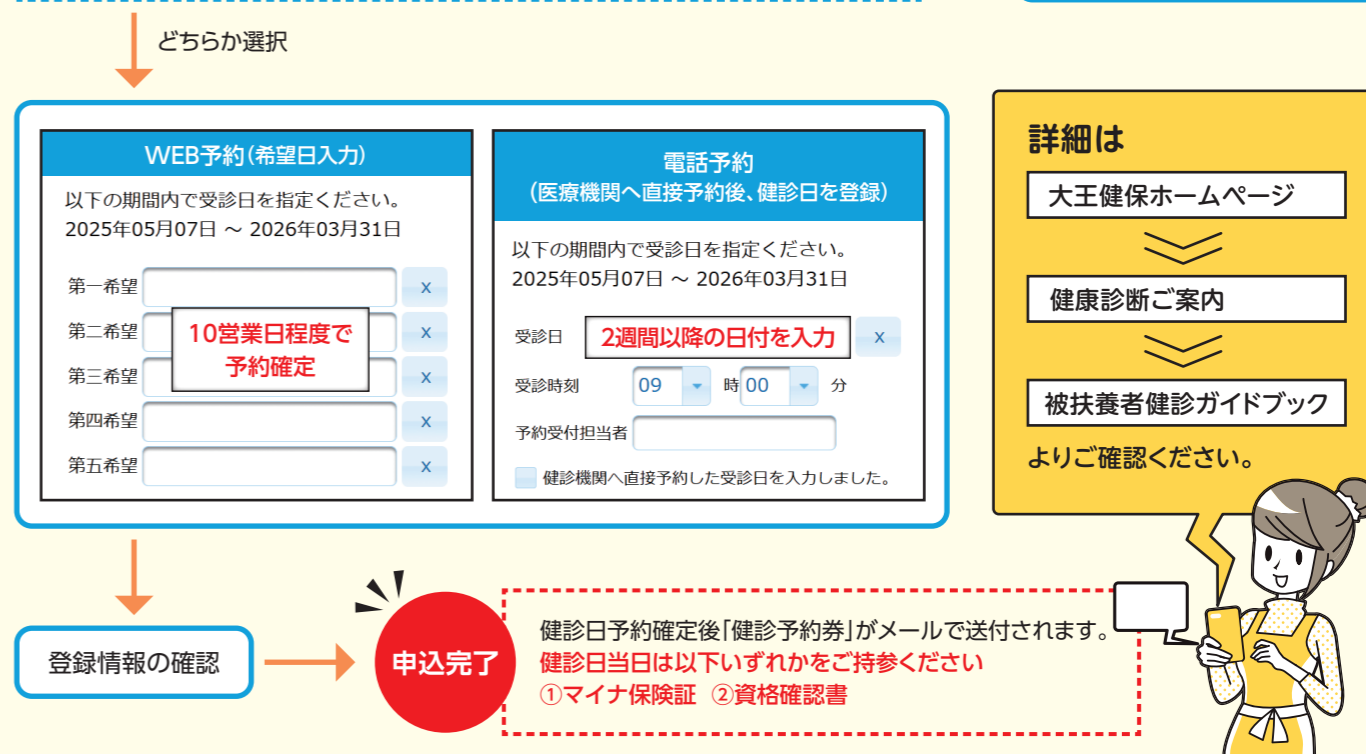 どちらか選択
WEB予約(希望日入力)
以下の期間内で受診日を指定ください。
2025年05月07日 ～ 2026年03月31日
第一希望 x
第二希望 x
第三希望 x
第四希望 x
第五希望 x
10営業日程度で
予約確定
電話予約
(医療機関へ直接予約後、健診日を登録)
以下の期間内で受診日を指定ください。
2025年05月07日 ～ 2026年03月31日
受診日 2週間以降の日付を入力 x
受診時刻 09 時 00 分
予約受付担当者
健診機関へ直接予約した受診日を入力しました。
詳細は
大王健保ホームページ
健康診断ご案内
被扶養者健診ガイドブック
よりご確認ください。
登録情報の確認
申込完了
健診日予約確定後「健診予約券」がメールで送付されます。
健診日当日は以下いずれかをご持参ください
①マイナ保険証 ②資格確認書